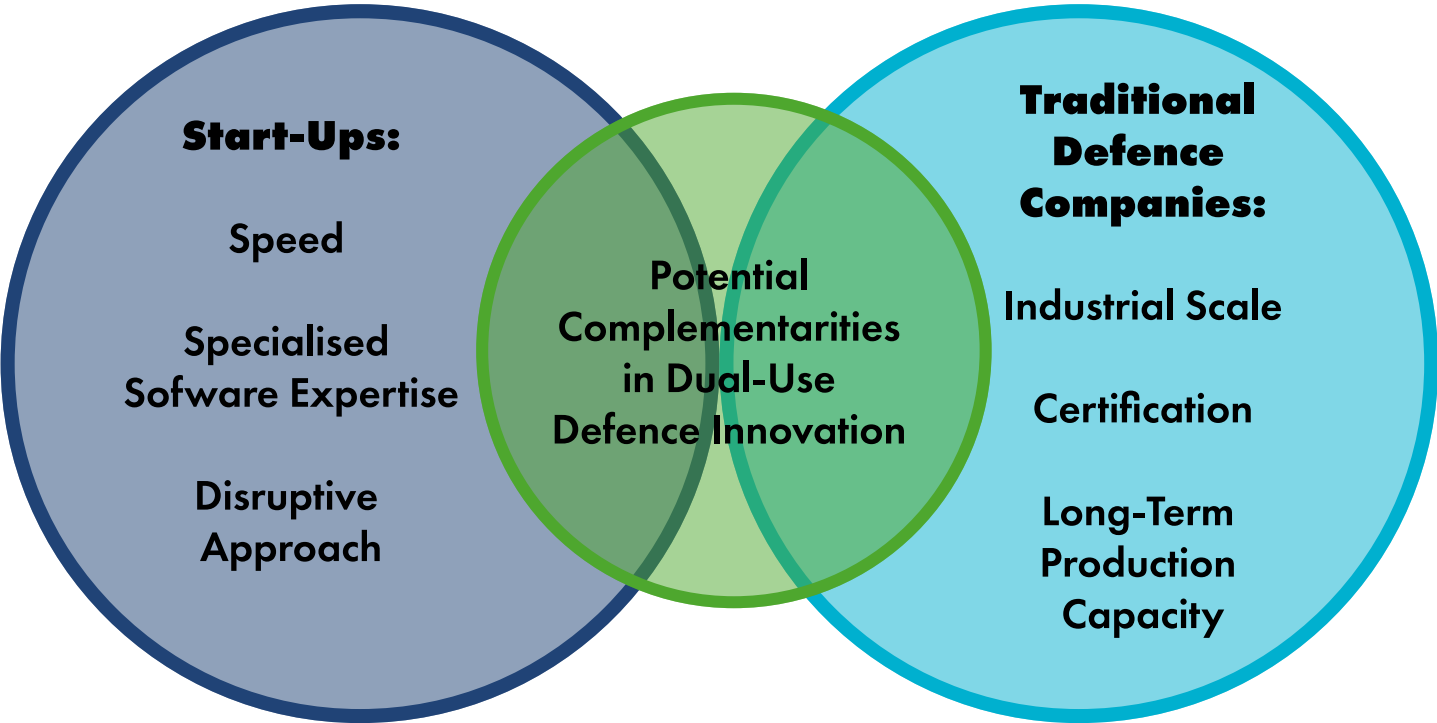 Start-Ups:
Speed
Specialised
Sofware Expertise
Disruptive
Approach
Potential
Complementarities
in Dual-Use
Defence Innovation
Traditional
Defence
Companies:
Industrial Scale
Certification
Long-Term
Production
Capacity